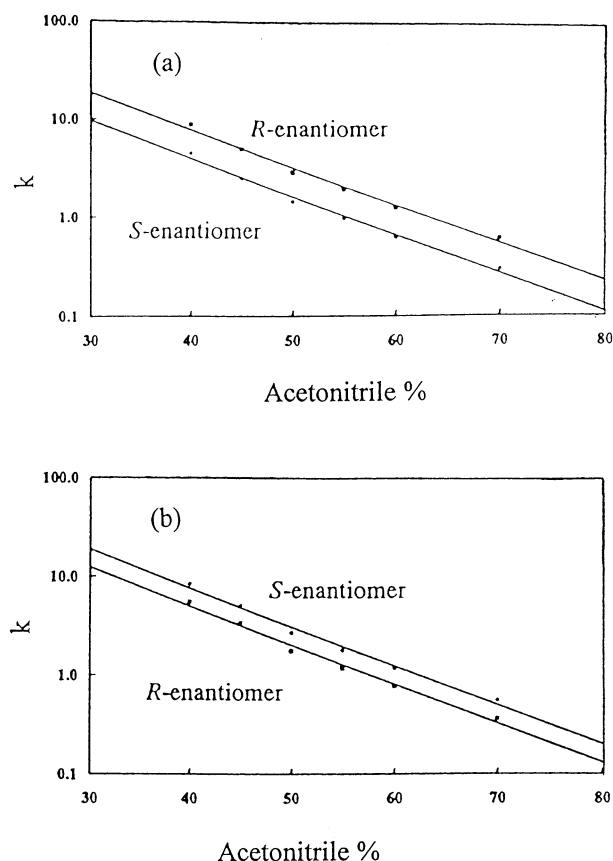 100.0
(a)
10.0
R-enantiomer
k
1.0
S-enantiomer
0.1
30 40 50 60 70 80
Acetonitrile %
100.0
(b)
10.0
S-enantiomer
k
1.0
R-enantiomer
0.1
30 40 50 60 70 80
Acetonitrile %